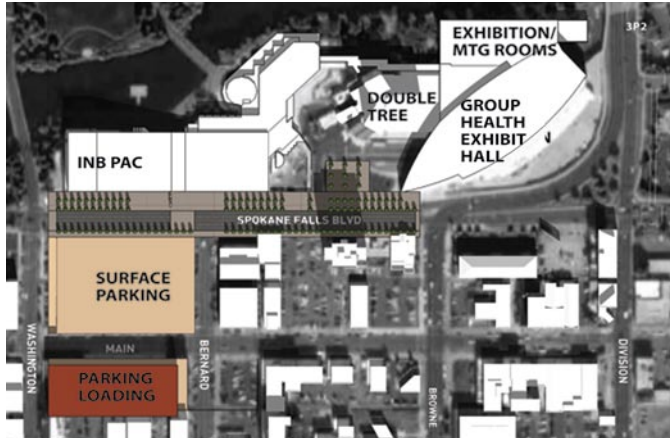 EXHIBITION/
MTG ROOMS
3P2
DOUBLE
TREE
GROUP
HEALTH
EXHIBIT
HALL
INB PAC
SPOKANE FALLS BLVD
SURFACE
PARKING
WASHINGTON
MAIN
BERNARD
BROWNE
DIVISION
PARKING
LOADING